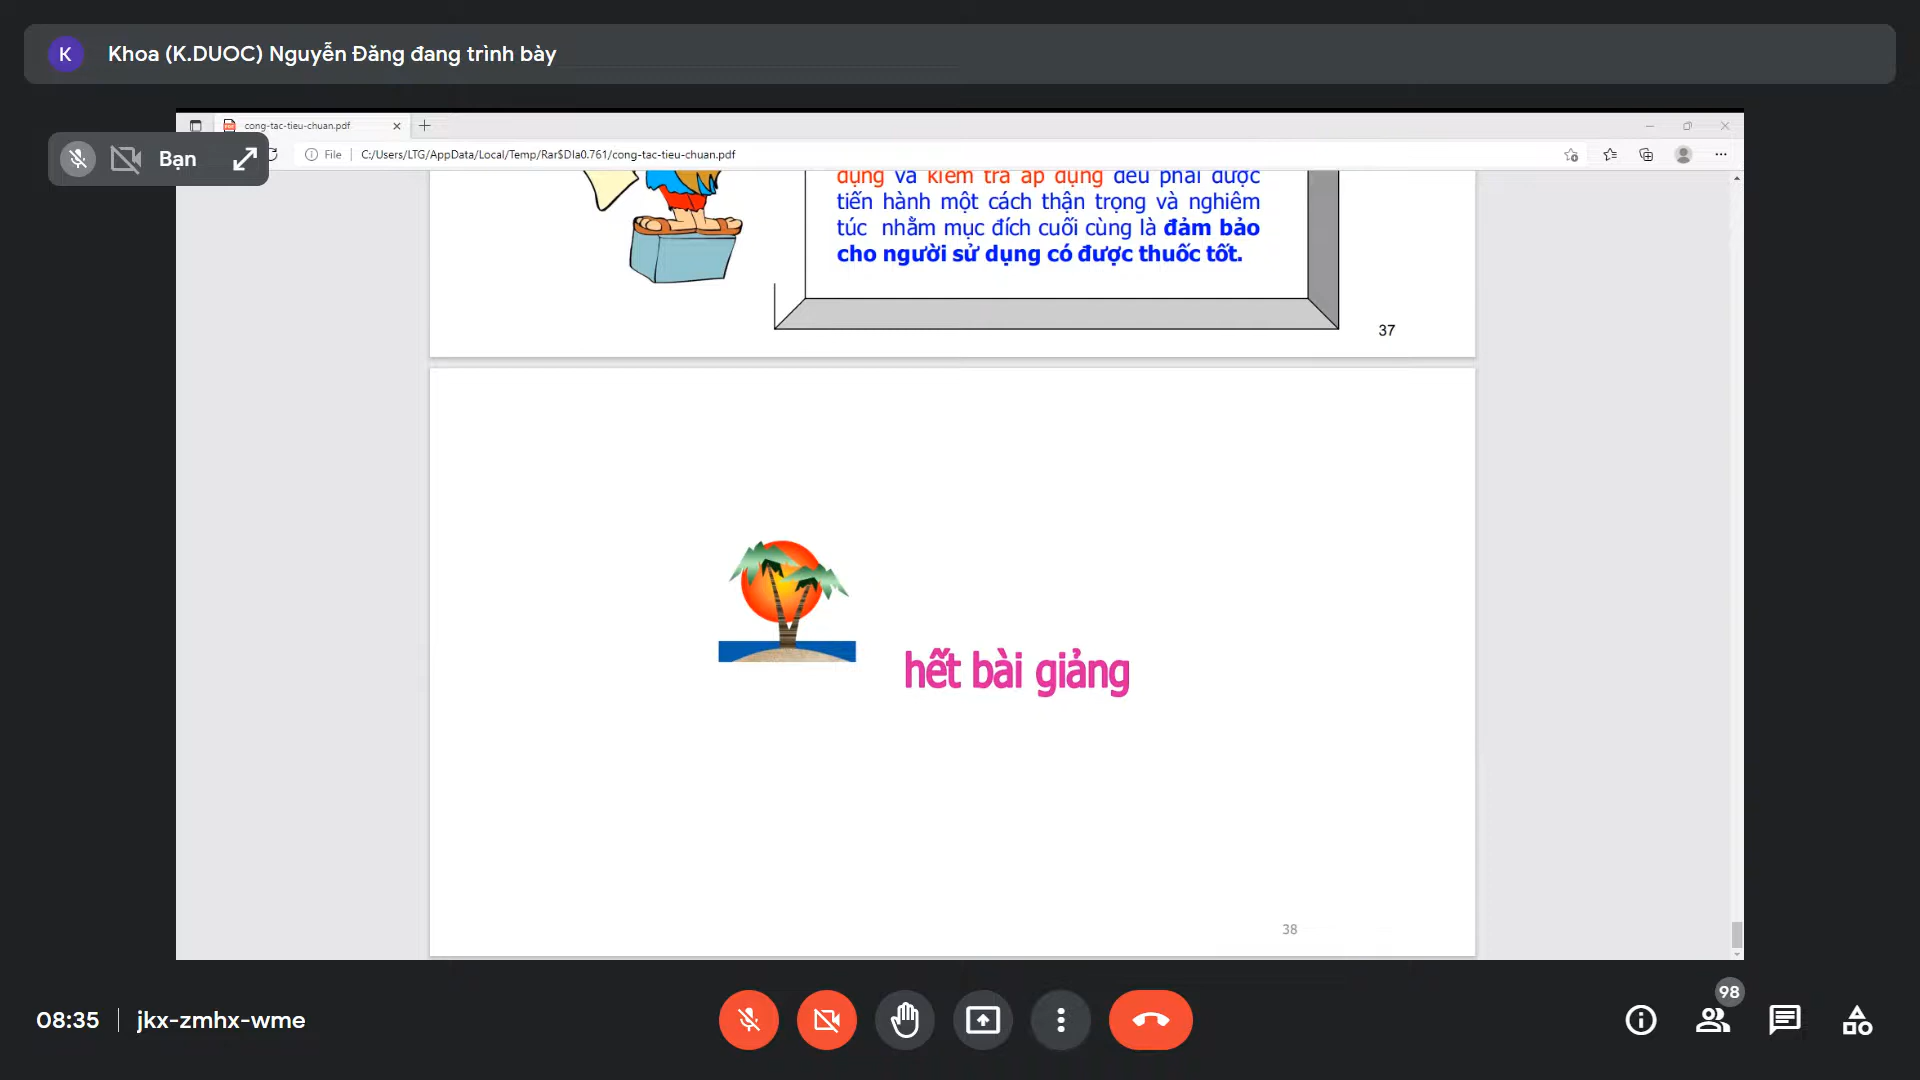 K Khoa (K.DUOC) Nguyễn Đăng đang trình bày
cong-tac-tieu-chuan.pdf
Bạn
File C:/Users/LTG/AppData/Local/Temp/Rar$DIa0.761/cong-tac-tieu-chuan.pdf
dụng và kiểm tra áp dụng đều phải được
tiến hành một cách thận trọng và nghiêm
túc nhằm mục đích cuối cùng là đảm bảo
cho người sử dụng có được thuốc tốt.
37
hết bài giảng
38
98
08:35 jkx-zmhx-wme